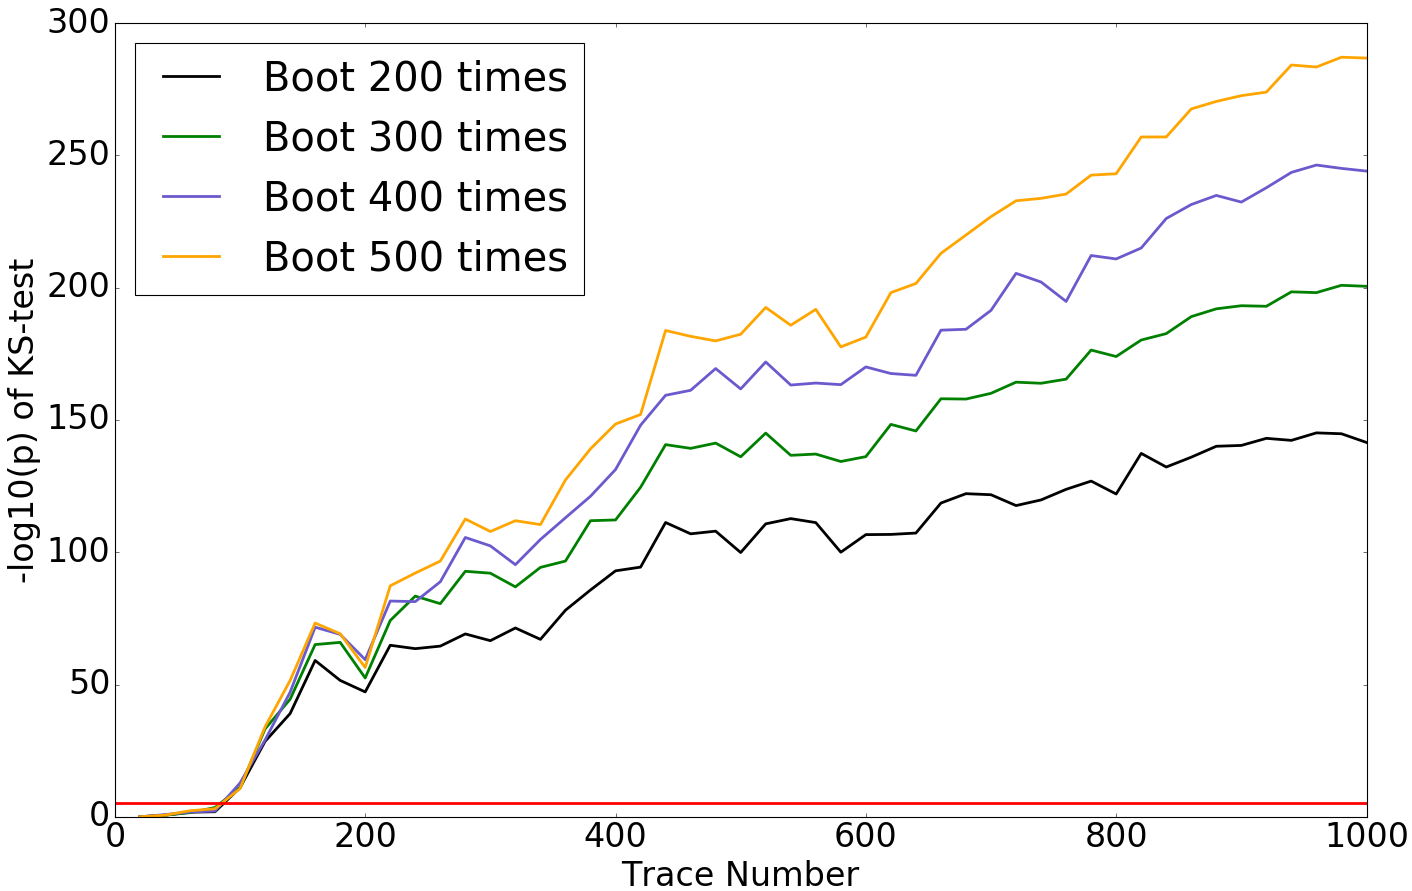 300
250
200
150
100
50
0
-log10(p) of KS-test
Boot 200 times
Boot 300 times
Boot 400 times
Boot 500 times
0 200 400 600 800 1000
Trace Number